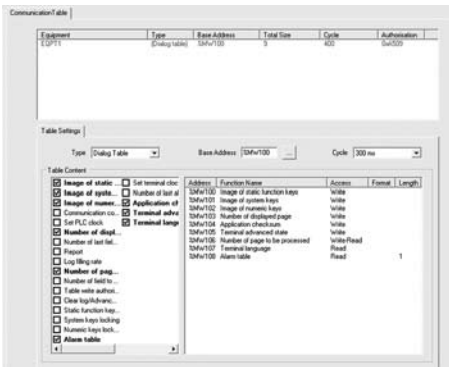 CommunicationTable
Equipment Type Base Address Total Size Cycle Authorisation
EQPT1 (Dialog table) %MW100 9 400
Table Settings
Type Dialog Table Base Address %MW100 ... Cycle 300 ms
Table Content
Image of static ... Set terminal cloc
Image of syste... Number of last al
Image of numer... Application ch
Communication co... Terminal adva
Set PLC clock Terminal langu
Number of displ...
Number of last fiel...
Report
Log filling rate
Number of pag...
Number of field to ...
Table write authori...
Clear log/Advanc...
Static function key...
System keys locking
Numeric keys lock...
Alarm table
Address Function Name Access Format Length
%MW100 Image of static function keys Write
%MW101 Image of system keys Write
%MW102 Image of numeric keys Write
%MW103 Number of displayed page Write
%MW104 Application checksum Write
%MW105 Terminal advanced state Write
%MW106 Number of page to be processed Write-Read
%MW107 Terminal language Read
%MW108 Alarm table Read 1